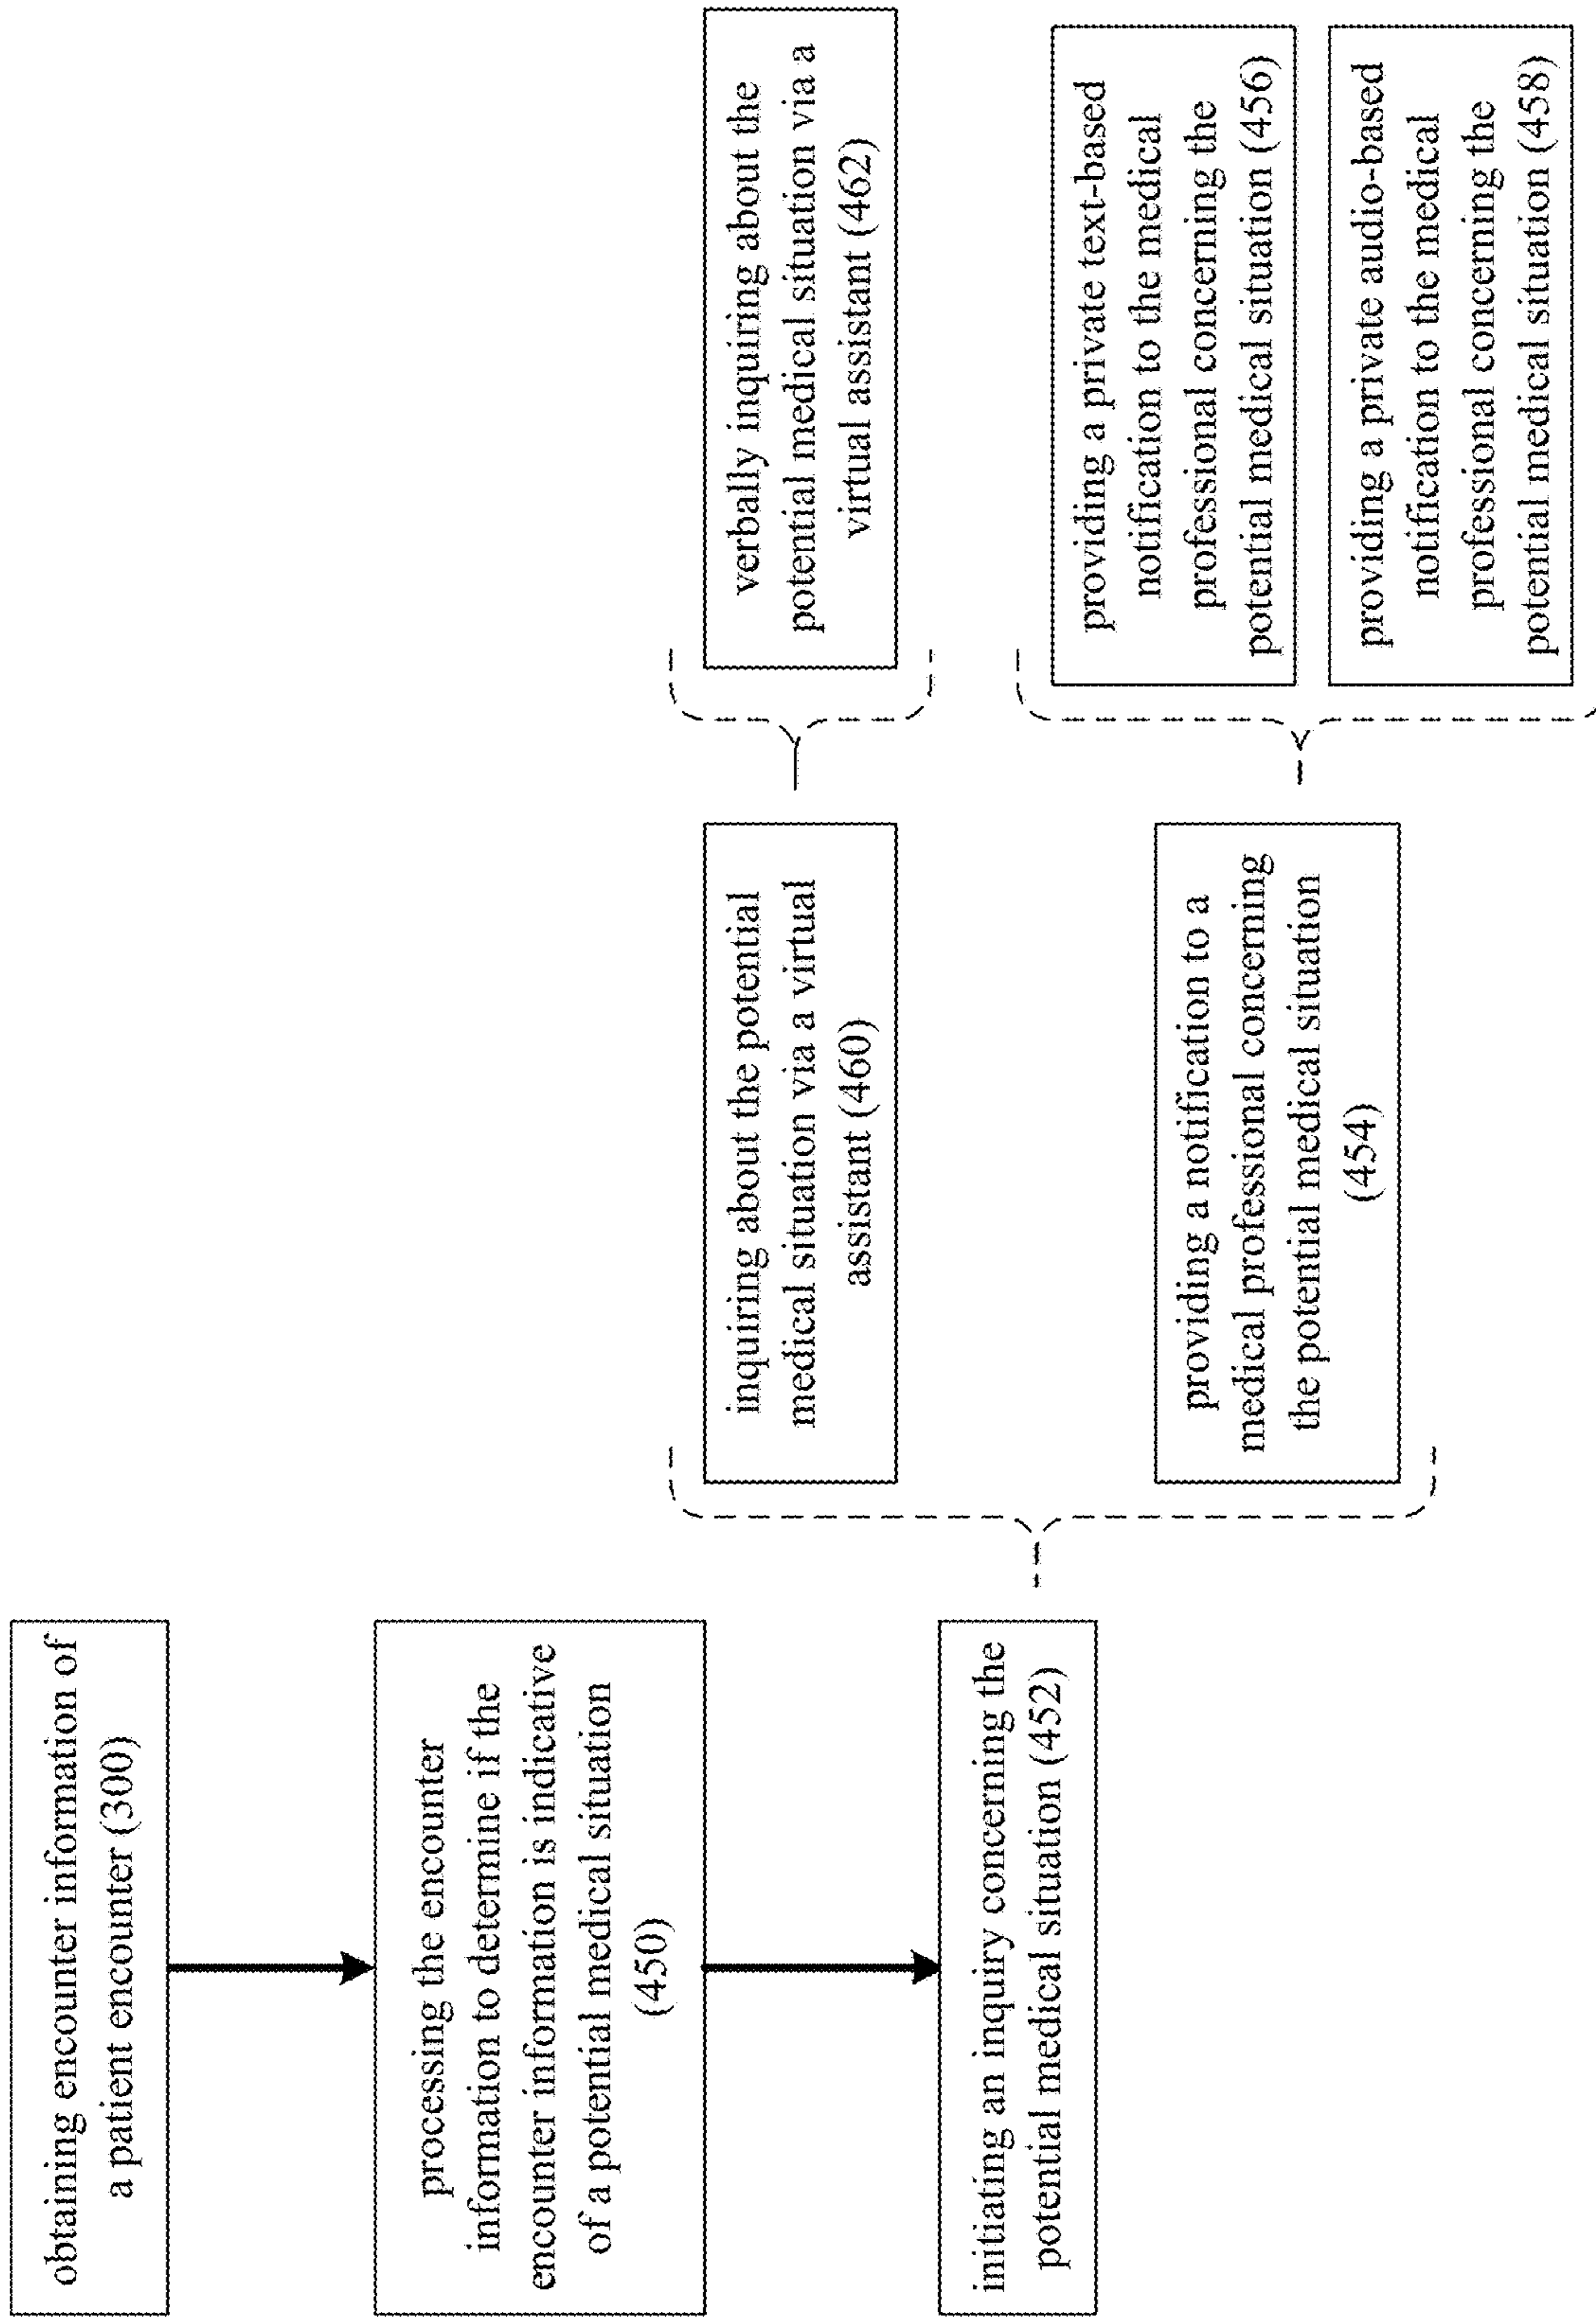 obtaining encounter information of
a patient encounter (300)
processing the encounter
information to determine if the
encounter information is indicative
of a potential medical situation
(450)
initiating an inquiry concerning the
potential medical situation (452)
inquiring about the potential
medical situation via a virtual
assistant (460)
providing a notification to a
medical professional concerning
the potential medical situation
(454)
verbally inquiring about the
potential medical situation via a
virtual assistant (462)
providing a private text-based
notification to the medical
professional concerning the
potential medical situation (456)
providing a private audio-based
notification to the medical
professional concerning the
potential medical situation (458)